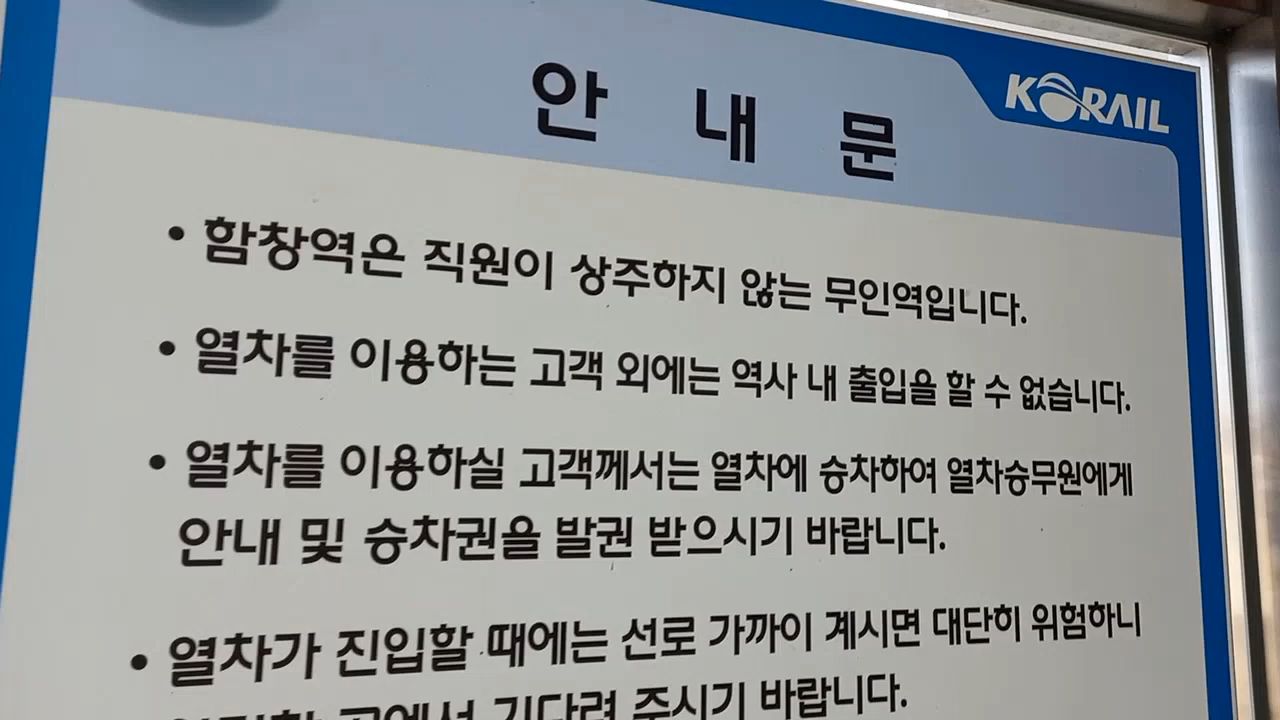 안 내 문
KORAIL
• 함창역은 직원이 상주하지 않는 무인역입니다.
• 열차를 이용하는 고객 외에는 역사 내 출입을 할 수 없습니다.
• 열차를 이용하실 고객께서는 열차에 승차하여 열차승무원에게
안내 및 승차권을 발권 받으시기 바랍니다.
• 열차가 진입할 때에는 선로 가까이 계시면 대단히 위험하니
곳에서 기다려 주시기 바랍니다.